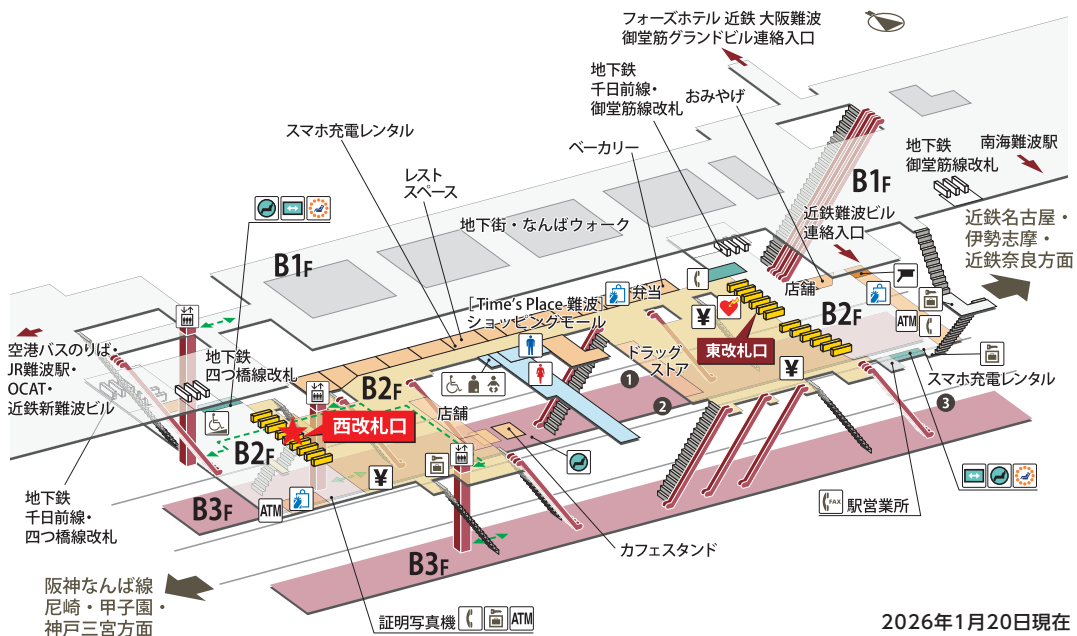 フォーズホテル 近鉄 大阪難波
御堂筋グランドビル連絡入口
地下鉄
千日前線・
御堂筋線改札
おみやげ
スマホ充電レンタル
ベーカリー
地下鉄
御堂筋線改札
南海難波駅
レスト
スペース
B1F
近鉄難波ビル
連絡入口
近鉄名古屋・
伊勢志摩・
近鉄奈良方面
地下街・なんばウォーク
B1F
店舗
弁当
[Time's Place 難波]
ショッピングモール
¥
B2F
ATM
東改札口
空港バスのりば・
JR難波駅・
OCAT・
近鉄新難波ビル
地下鉄
四つ橋線改札
ドラッグ
ストア
¥
スマホ充電レンタル
B2F
1
2
3
店舗
西改札口
B2F
¥
地下鉄
千日前線・
四つ橋線改札
B3F
ATM
FAX
駅営業所
カフェスタンド
B3F
阪神なんば線
尼崎・甲子園・
神戸三宮方面
証明写真機
ATM
2026年1月20日現在